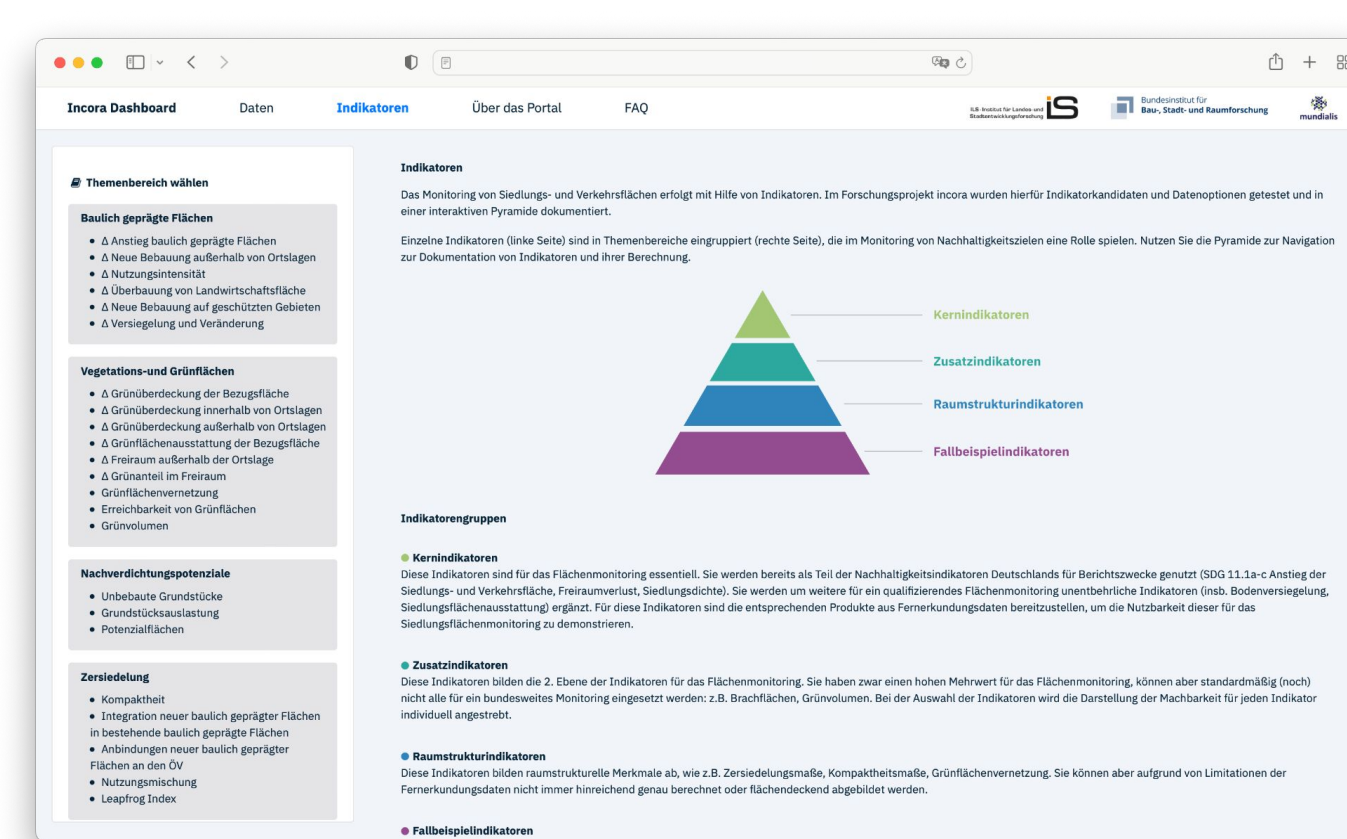 Incora Dashboard Daten Indikatoren Über das Portal FAQ
ILS-Institut für Landes- und
Stadtentwicklungsforschung
Bundesinstitut für
Bau-, Stadt- und Raumforschung
mundialis
Themenbereich wählen
Baulich geprägte Flächen
• Δ Anstieg baulich geprägte Flächen
• Δ Neue Bebauung außerhalb von Ortslagen
• Δ Nutzungsintensität
• Δ Überbauung von Landwirtschaftsfläche
• Δ Neue Bebauung auf geschützten Gebieten
• Δ Versiegelung und Veränderung
Vegetations-und Grünflächen
• Δ Grünüberdeckung der Bezugsfläche
• Δ Grünüberdeckung innerhalb von Ortslagen
• Δ Grünüberdeckung außerhalb von Ortslagen
• Δ Grünflächenausstattung der Bezugsfläche
• Δ Freiraum außerhalb der Ortslage
• Δ Grünanteil im Freiraum
• Grünflächenvernetzung
• Erreichbarkeit von Grünflächen
• Grünvolumen
Nachverdichtungspotenziale
• Unbebaute Grundstücke
• Grundstücksauslastung
• Potenzialflächen
Zersiedelung
• Kompaktheit
• Integration neuer baulich geprägter Flächen
in bestehende baulich geprägte Flächen
• Anbindungen neuer baulich geprägter
Flächen an den ÖV
• Nutzungsmischung
• Leapfrog Index
Indikatoren
Das Monitoring von Siedlungs- und Verkehrsflächen erfolgt mit Hilfe von Indikatoren. Im Forschungsprojekt incora wurden hierfür Indikatorkandidaten und Datenoptionen getestet und in
einer interaktiven Pyramide dokumentiert.
Einzelne Indikatoren (linke Seite) sind in Themenbereiche eingruppiert (rechte Seite), die im Monitoring von Nachhaltigkeitszielen eine Rolle spielen. Nutzen Sie die Pyramide zur Navigation
zur Dokumentation von Indikatoren und ihrer Berechnung.
Kernindikatoren
Zusatzindikatoren
Raumstrukturindikatoren
Fallbeispielindikatoren
Indikatorengruppen
Kernindikatoren
Diese Indikatoren sind für das Flächenmonitoring essentiell. Sie werden bereits als Teil der Nachhaltigkeitsindikatoren Deutschlands für Berichtszwecke genutzt (SDG 11.1a-c Anstieg der
Siedlungs- und Verkehrsfläche, Freiraumverlust, Siedlungsdichte). Sie werden um weitere für ein qualifizierendes Flächenmonitoring unentbehrliche Indikatoren (insb. Bodenversiegelung,
Siedlungsflächenausstattung) ergänzt. Für diese Indikatoren sind die entsprechenden Produkte aus Fernerkundungsdaten bereitzustellen, um die Nutzbarkeit dieser für das
Siedlungsflächenmonitoring zu demonstrieren.
Zusatzindikatoren
Diese Indikatoren bilden die 2. Ebene der Indikatoren für das Flächenmonitoring. Sie haben zwar einen hohen Mehrwert für das Flächenmonitoring, können aber standardmäßig (noch)
nicht alle für ein bundesweites Monitoring eingesetzt werden: z.B. Brachflächen, Grünvolumen. Bei der Auswahl der Indikatoren wird die Darstellung der Machbarkeit für jeden Indikator
individuell angestrebt.
Raumstrukturindikatoren
Diese Indikatoren bilden raumstrukturelle Merkmale ab, wie z.B. Zersiedelungsmaße, Kompaktheitsmaße, Grünflächenvernetzung. Sie können aber aufgrund von Limitationen der
Fernerkundungsdaten nicht immer hinreichend genau berechnet oder flächendeckend abgebildet werden.
Fallbeispielindikatoren